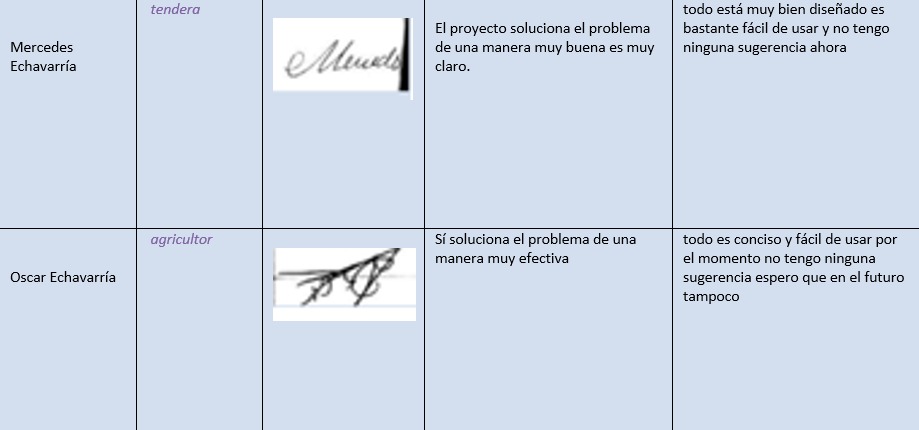 tendera
Mercedes
Echavarría
El proyecto soluciona el problema
de una manera muy buena es muy
claro.
todo está muy bien diseñado es
bastante fácil de usar y no tengo
ninguna sugerencia ahora
agricultor
Oscar Echavarría
Sí soluciona el problema de una
manera muy efectiva
todo es conciso y fácil de usar por
el momento no tengo ninguna
sugerencia espero que en el futuro
tampoco